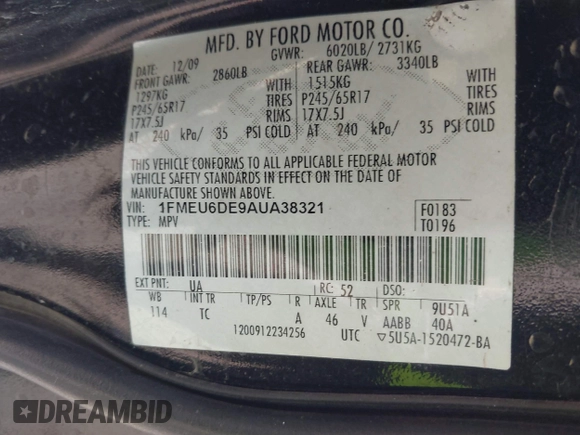 MFD. BY FORD MOTOR CO.
DATE: 12/09 GVWR: 6020LB/ 2731KG
FRONT GAWR: 2860LB REAR GAWR: 3340LB
1297KG WITH 1515KG WITH
P245/65R17 TIRES P245/65R17 TIRES
17X7.5J RIMS 17X7.5J RIMS
AT 240 kPa/ 35 PSI COLD AT 240 kPa/ 35 PSI COLD
THIS VEHICLE CONFORMS TO ALL APPLICABLE FEDERAL MOTOR
VEHICLE SAFETY STANDARDS IN EFFECT ON THE DATE OF
MANUFACTURE SHOWN ABOVE.
VIN: 1FMEU6DE9AUA38321 F0183
TYPE: MPV T0196
EXT PNT: UA RC: 52 DSO:
WB INT TR TP/PS R AXLE TR SPR 9U51A
114 TC A 46 V AABB 40A
1200912234256 UTC ▽5U5A-1520472-BA
DREAMBID